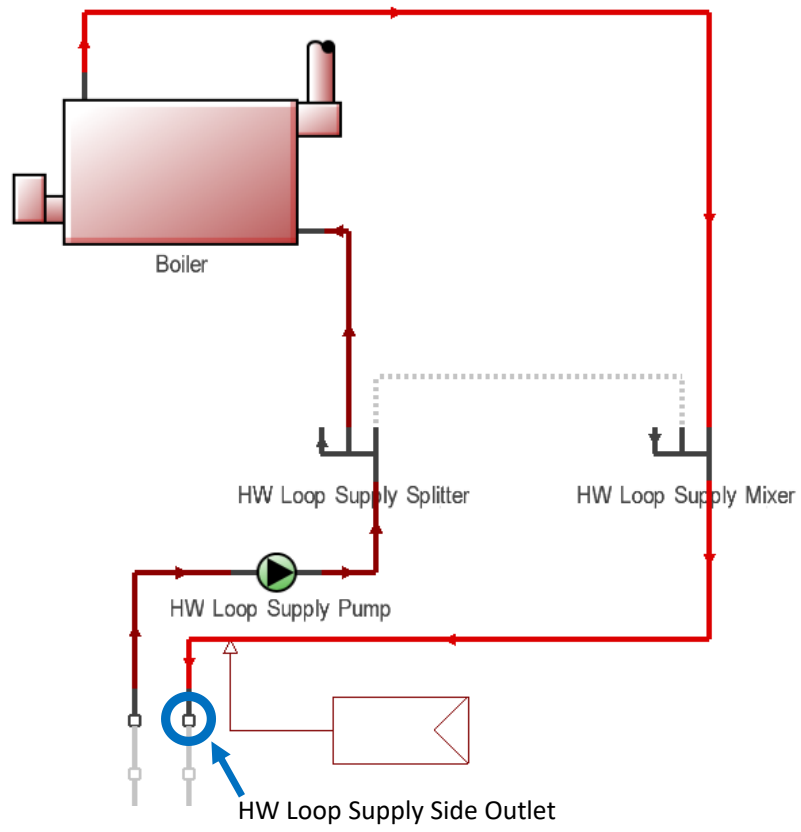 Boiler
HW Loop Supply Splitter
HW Loop Supply Mixer
HW Loop Supply Pump
HW Loop Supply Side Outlet